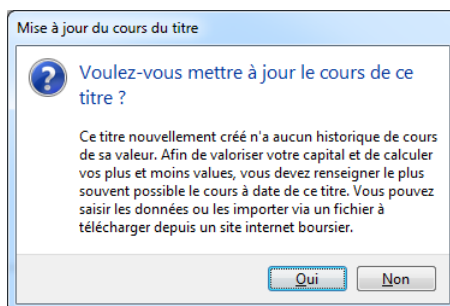 Mise à jour du cours du titre
Voulez-vous mettre à jour le cours de ce
titre ?
Ce titre nouvellement créé n'a aucun historique de cours
de sa valeur. Afin de valoriser votre capital et de calculer
vos plus et moins values, vous devez renseigner le plus
souvent possible le cours à date de ce titre. Vous pouvez
saisir les données ou les importer via un fichier à
télécharger depuis un site internet boursier.
Oui Non